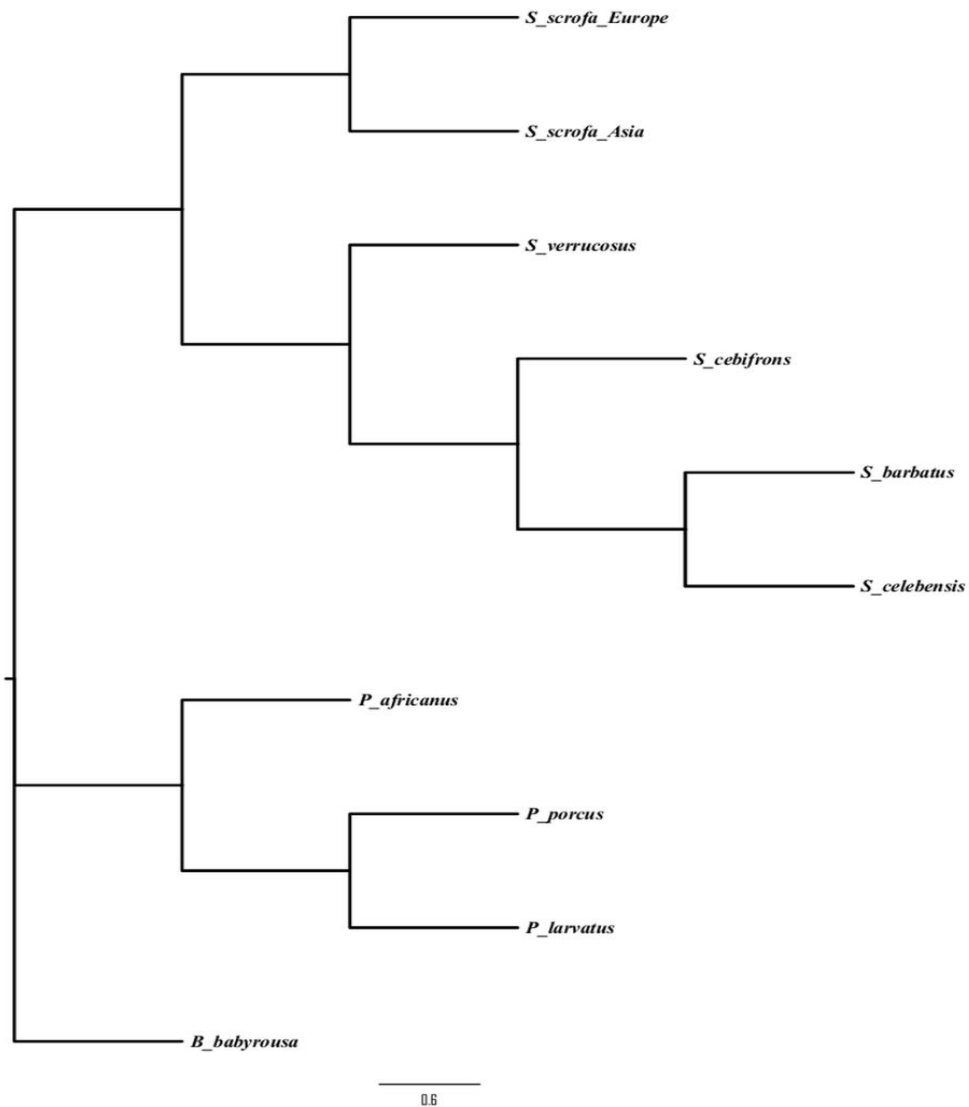 S_scrofa_Europe
S_scrofa_Asia
S_verrucosus
S_cebifrons
S_barbatus
S_celebensis
P_africanus
P_porcus
P_larvatus
B_babyrousa
0.6